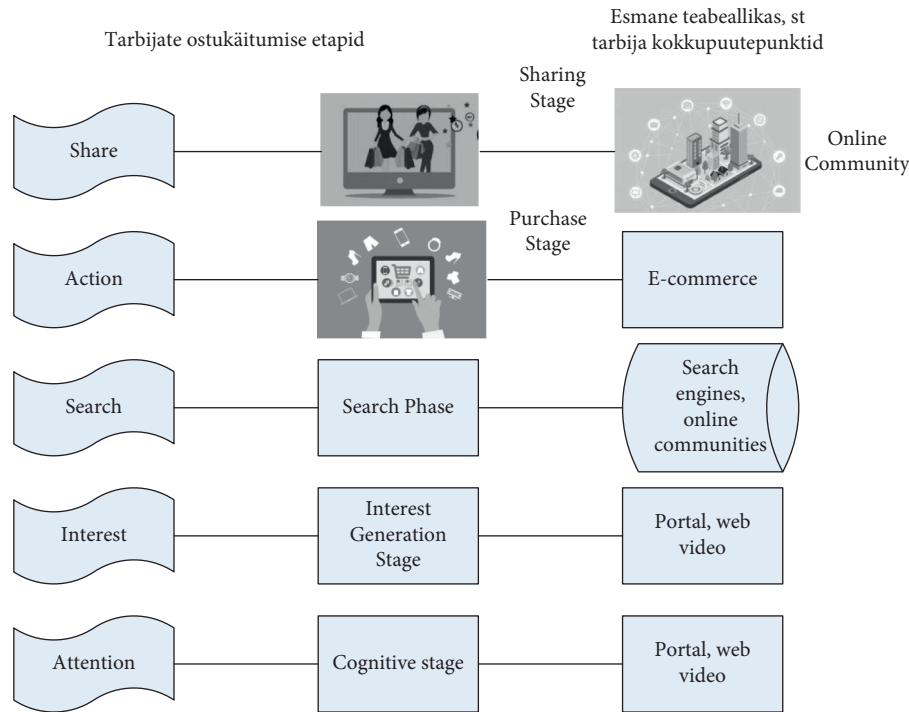 Tarbijate ostukäitumise etapid
Esmane teabeallikas, st
tarbija kokkupuutepunktid
Share
Sharing
Stage
Online
Community
Action
Purchase
Stage
E-commerce
Search
Search Phase
Search
engines,
online
communities
Interest
Interest
Generation
Stage
Portal, web
video
Attention
Cognitive stage
Portal, web
video